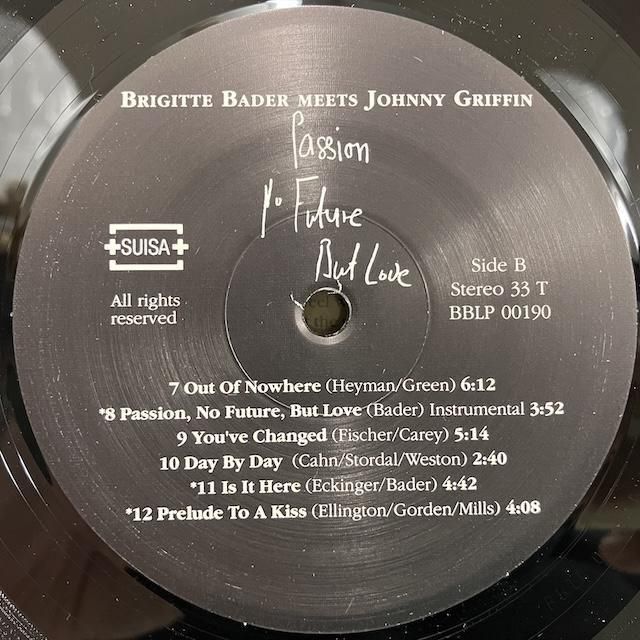 BRIGITTE BADER MEETS JOHNNY GRIFFIN
Passion
No Future
But Love
SUISA
All rights
reserved
Side B
Stereo 33 T
BBLP 00190
7 Out Of Nowhere (Heyman/Green) 6:12
*8 Passion, No Future, But Love (Bader) Instrumental 3:52
9 You've Changed (Fischer/Carey) 5:14
10 Day By Day (Cahn/Stordal/Weston) 2:40
*11 Is It Here (Eckinger/Bader) 4:42
*12 Prelude To A Kiss (Ellington/Gorden/Mills) 4:08